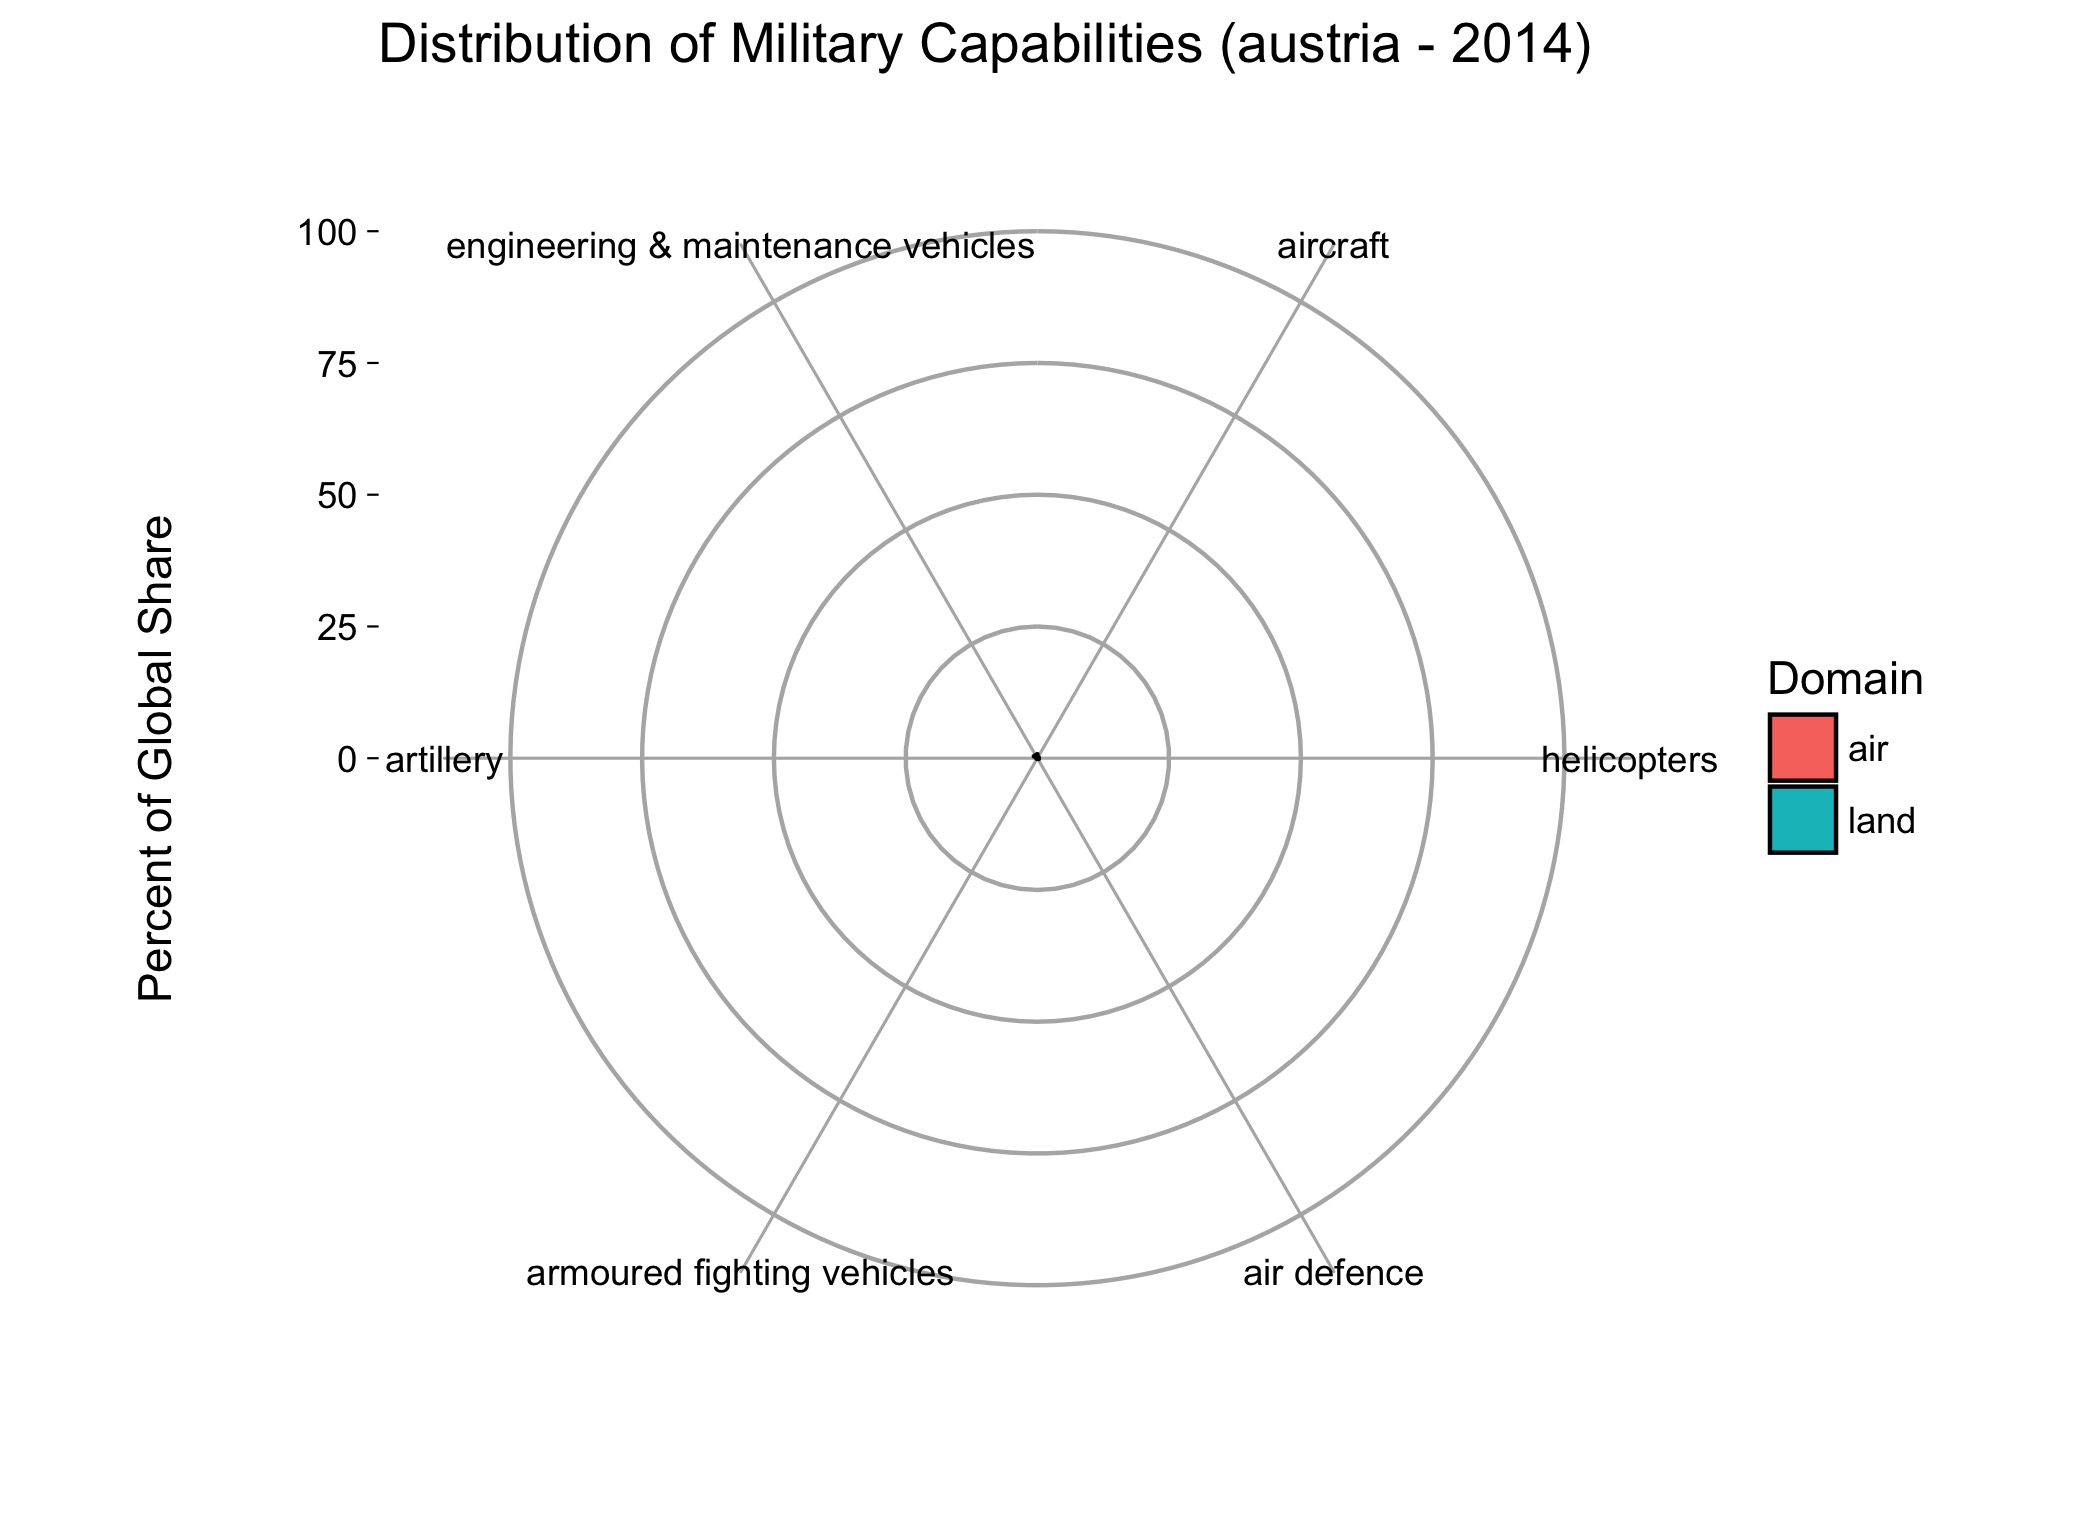 Distribution of Military Capabilities (austria - 2014)
Percent of Global Share
100
75
50
25
0
engineering & maintenance vehicles
aircraft
artillery
helicopters
armoured fighting vehicles
air defence
Domain
air
land